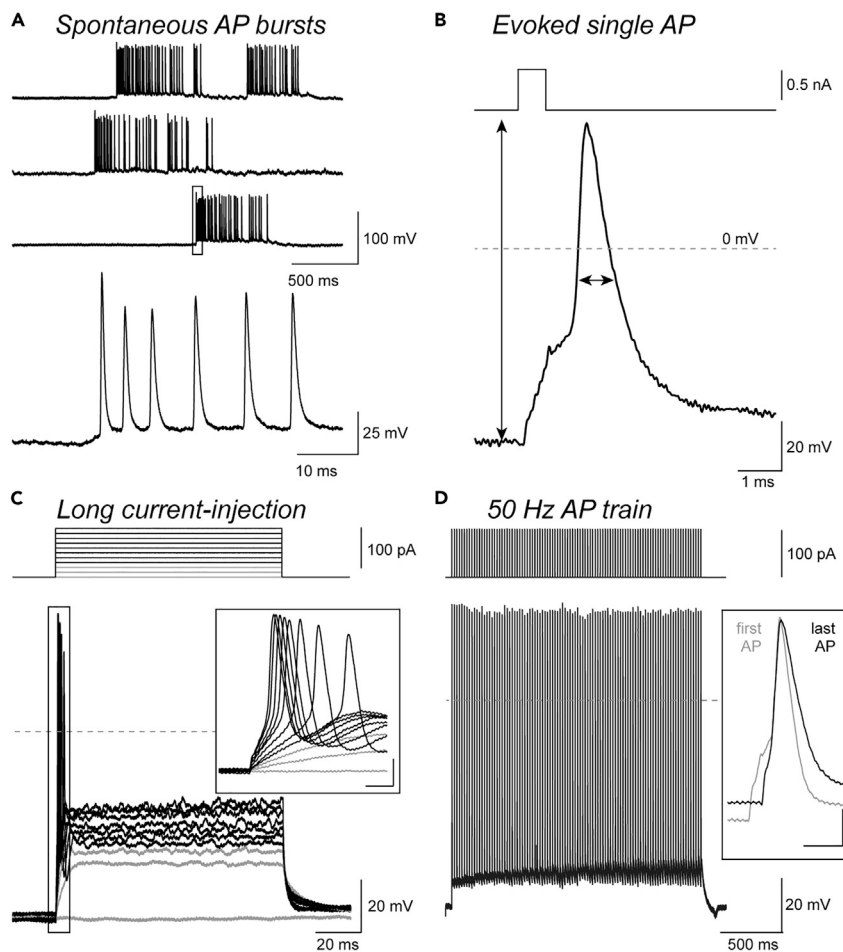 A Spontaneous AP bursts
100 mV
500 ms
25 mV
10 ms
B Evoked single AP
0.5 nA
0 mV
20 mV
1 ms
C Long current-injection
100 pA
20 mV
20 ms
D 50 Hz AP train
100 pA
first
AP
last
AP
20 mV
500 ms